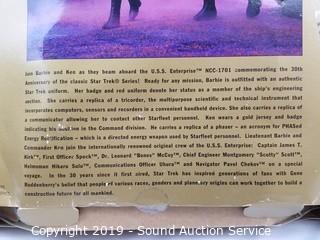 Join Barbie and Ken as they beam aboard the U.S.S. Enterprise™ NCC-1701 commemorating the 30th
Anniversary of the classic Star Trek® Series! Ready for any mission, Barbie is outfitted with an authentic
Star Trek uniform. Her badge and red uniform denote her status as a member of the ship's engineering
section. She carries a replica of a tricorder, the multipurpose scientific and technical instrument that
incorporates computers, sensors and recorders in a convenient handheld device. She also carries a replica
of a communicator allowing her to contact other Starfleet personnel. Ken wears a gold jersey and badge
indicating his position in the Command division. He carries a replica of a phaser - an acronym for PHASed
Energy Rectification - which is a directed energy weapon used by Starfleet personnel. Lieutenant Barbie and
Commander Ken join the internationally renowned original crew of the U.S.S. Enterprise: Captain James T.
Kirk™, First Officer Spock™, Dr. Leonard "Bones" McCoy™, Chief Engineer Montgomery "Scotty" Scott™,
Helmsman Hikaru Sulu™, Communications Officer Uhura™ and Navigator Pavel Chekov™ on a special
voyage. In the 30 years since it first aired, Star Trek has inspired generations of fans with Gene
Roddenberry's belief that people of various races, genders and planetary origins can work together to build a
constructive future for all mankind.
Copyright 2019 - Sound Auction Service